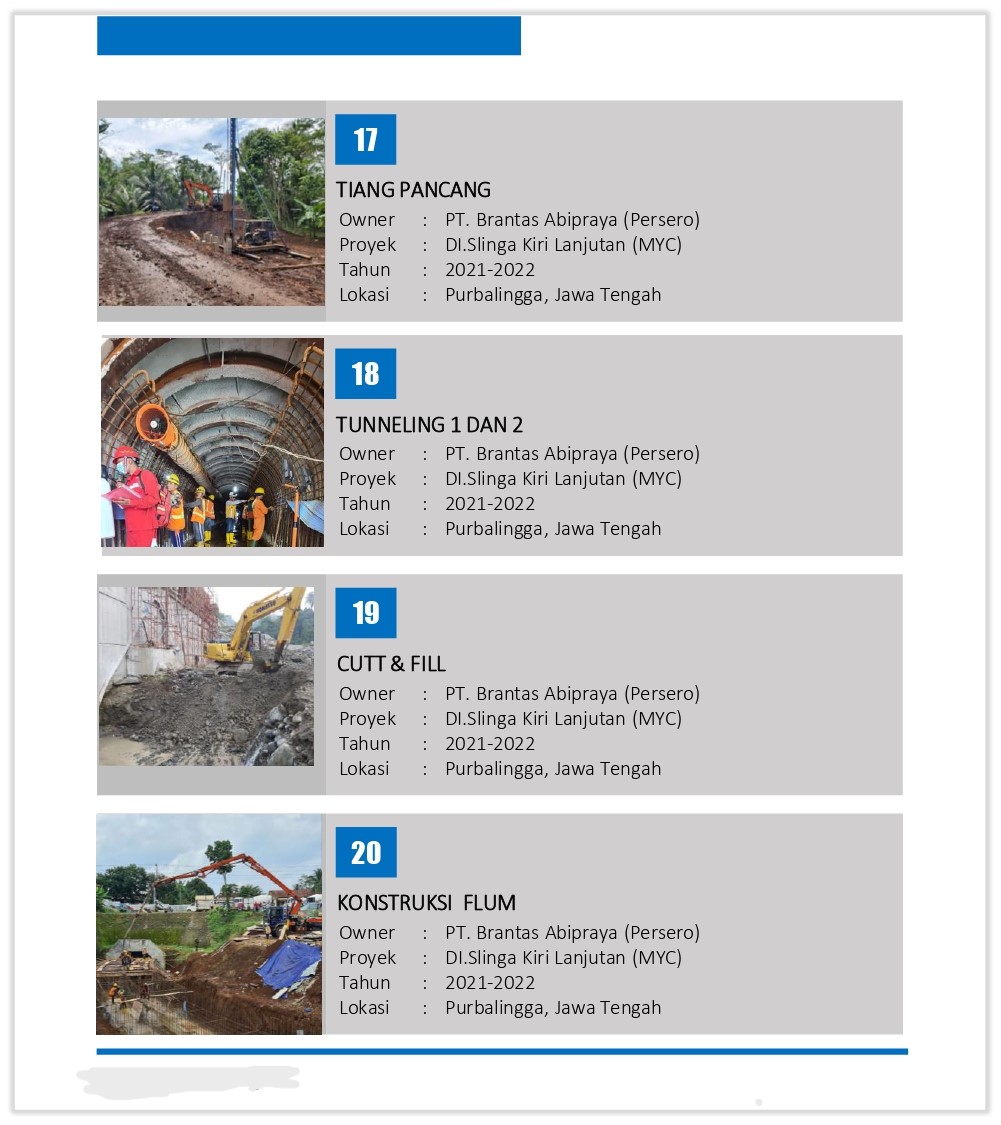 17
TIANG PANCANG
Owner : PT. Brantas Abipraya (Persero)
Proyek : DI.Slinga Kiri Lanjutan (MYC)
Tahun : 2021-2022
Lokasi : Purbalingga, Jawa Tengah
18
TUNNELING 1 DAN 2
Owner : PT. Brantas Abipraya (Persero)
Proyek : DI.Slinga Kiri Lanjutan (MYC)
Tahun : 2021-2022
Lokasi : Purbalingga, Jawa Tengah
19
CUTT & FILL
Owner : PT. Brantas Abipraya (Persero)
Proyek : DI.Slinga Kiri Lanjutan (MYC)
Tahun : 2021-2022
Lokasi : Purbalingga, Jawa Tengah
20
KONSTRUKSI FLUM
Owner : PT. Brantas Abipraya (Persero)
Proyek : DI.Slinga Kiri Lanjutan (MYC)
Tahun : 2021-2022
Lokasi : Purbalingga, Jawa Tengah